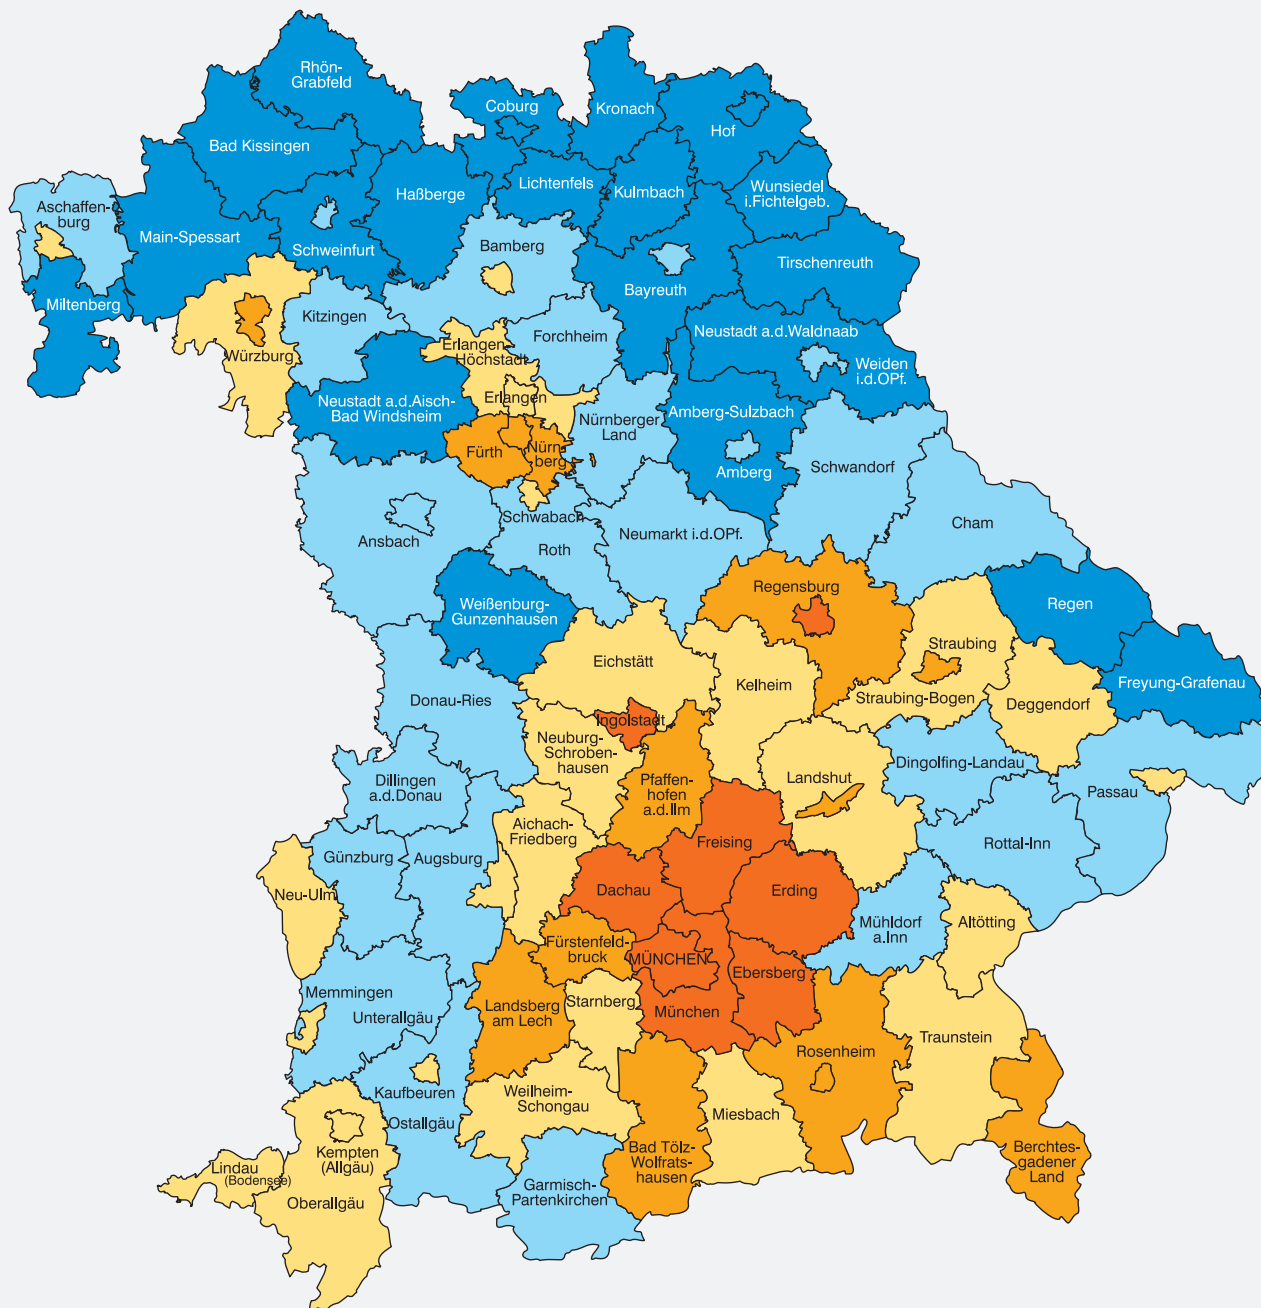 Rhön-
Grabfeld
Coburg
Kronach
Hof
Bad Kissingen
Lichtenfels
Kulmbach
Wunsiedel
i.Fichtelgeb.
Haßberge
Aschaffen-
burg
Main-Spessart
Schweinfurt
Bamberg
Tirschenreuth
Bayreuth
Miltenberg
Kitzingen
Forchheim
Neustadt a.d.Waldnaab
Erlangen-
Höchstadt
Würzburg
Weiden
i.d.OPf.
Erlangen
Neustadt a.d.Aisch-
Bad Windsheim
Nürnberger
Land
Amberg-Sulzbach
Fürth
Nürn-
berg
Amberg
Schwandorf
Schwabach
Cham
Ansbach
Roth
Neumarkt i.d.OPf.
Regensburg
Weißenburg-
Gunzenhausen
Regen
Straubing
Eichstätt
Kelheim
Freyung-Grafenau
Donau-Ries
Straubing-Bogen
Deggendorf
Ingolstadt
Neuburg-
Schroben-
hausen
Dingolfing-Landau
Dillingen
a.d.Donau
Pfaffen-
hofen
a.d.Ilm
Landshut
Passau
Aichach-
Friedberg
Freising
Rottal-Inn
Günzburg
Augsburg
Dachau
Erding
Neu-Ulm
Mühldorf
a.Inn
Altötting
Fürstenfeld-
bruck
MÜNCHEN
Ebersberg
Memmingen
Unterallgäu
Landsberg
am Lech
Starnberg
München
Traunstein
Rosenheim
Kaufbeuren
Ostallgäu
Weilheim-
Schongau
Miesbach
Kempten
(Allgäu)
Bad Tölz-
Wolfrats-
hausen
Berchtes-
gadener
Land
Lindau
(Bodensee)
Oberallgäu
Garmisch-
Partenkirchen